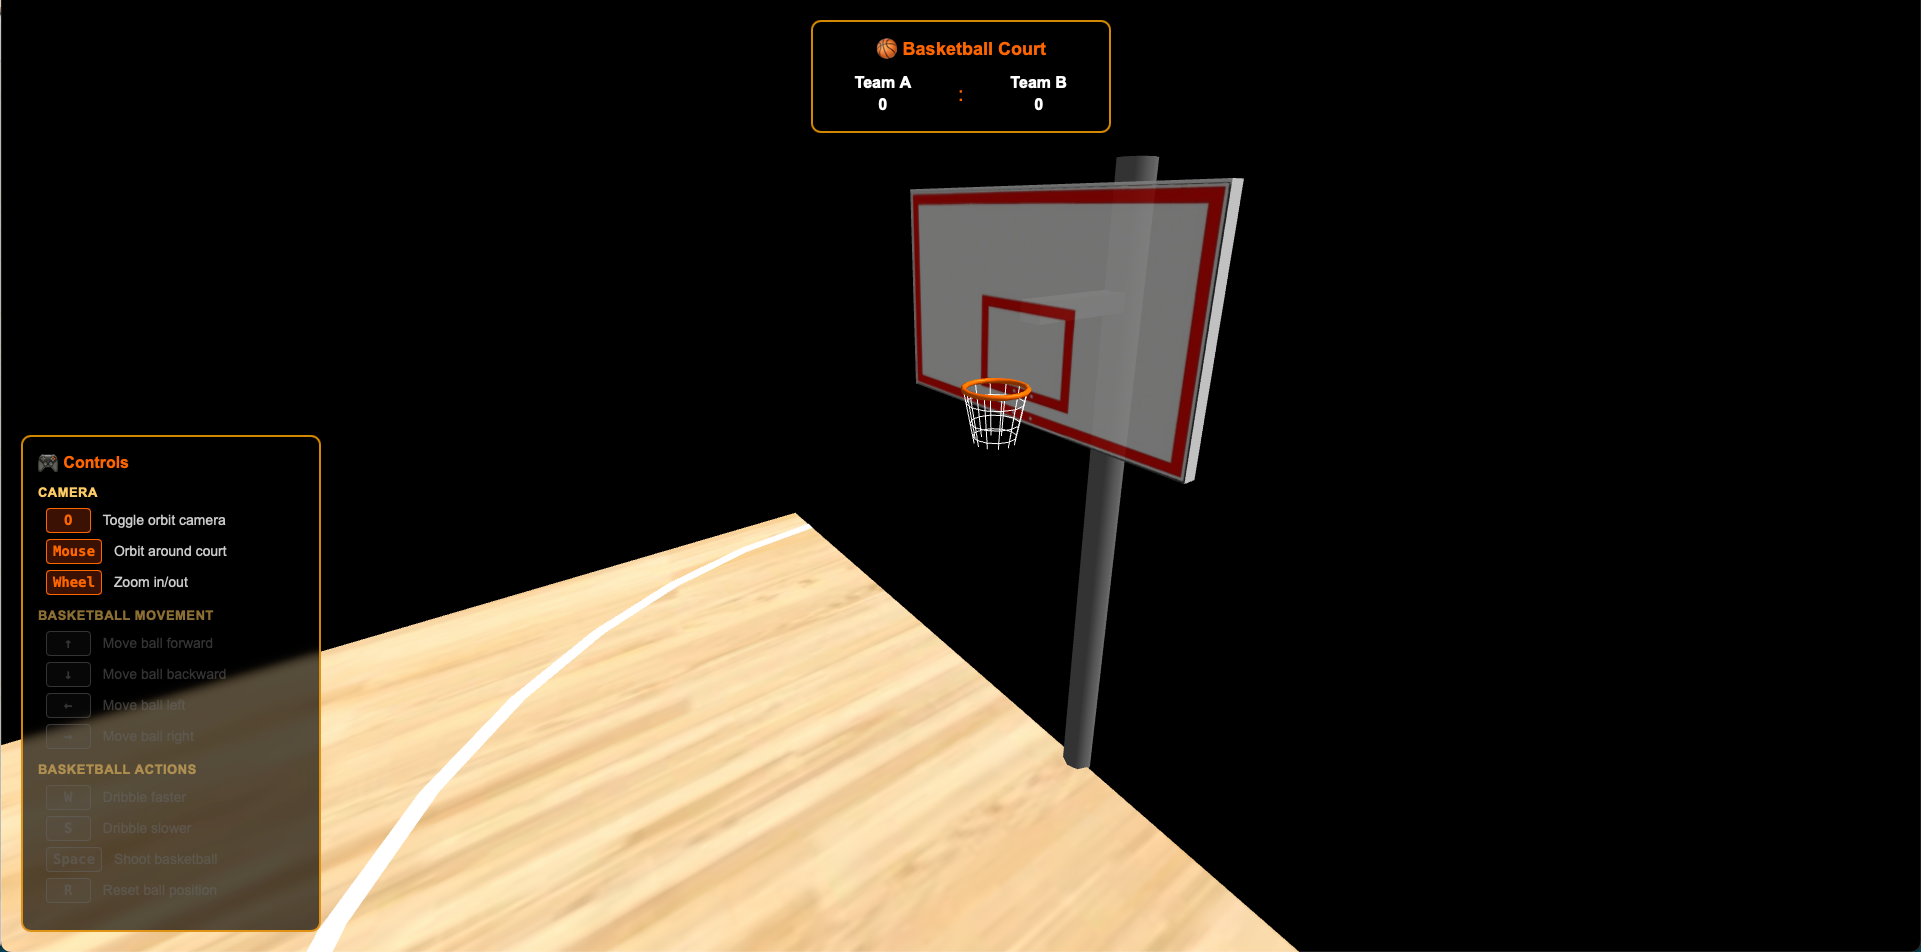 🏀 Basketball Court
Team A : Team B
0 0
🎮 Controls
CAMERA
O Toggle orbit camera
Mouse Orbit around court
Wheel Zoom in/out
BASKETBALL MOVEMENT
↑ Move ball forward
↓ Move ball backward
← Move ball left
→ Move ball right
BASKETBALL ACTIONS
W Dribble faster
S Dribble slower
Space Shoot basketball
R Reset ball position